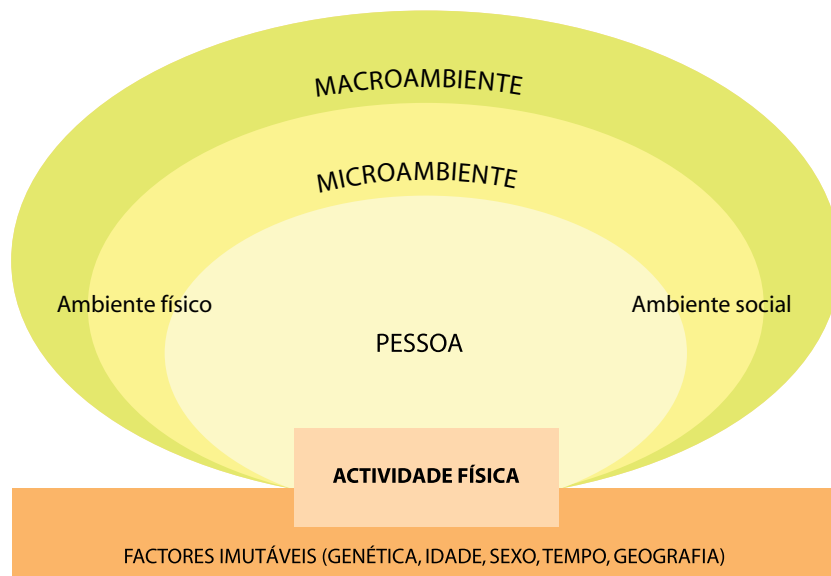 MACROAMBIENTE
MICROAMBIENTE
Ambiente físico
Ambiente social
PESSOA
ACTIVIDADE FÍSICA
FACTORES IMUTÁVEIS (GENÉTICA, IDADE, SEXO, TEMPO, GEOGRAFIA)